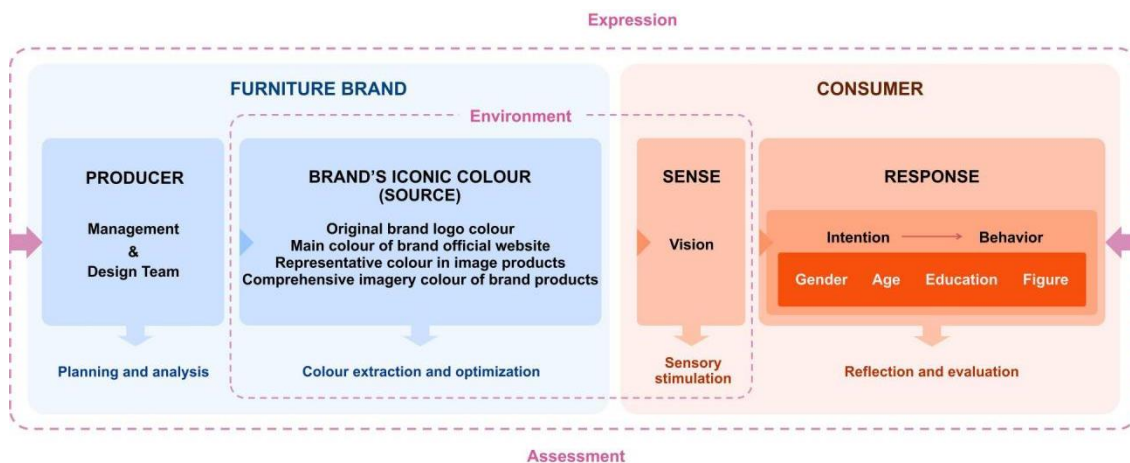 Expression
FURNITURE BRAND
CONSUMER
Environment
PRODUCER
Management
&
Design Team
BRAND'S ICONIC COLOUR
(SOURCE)
Original brand logo colour
Main colour of brand official website
Representative colour in image products
Comprehensive imagery colour of brand products
SENSE
Vision
RESPONSE
Intention Behavior
Gender Age Education Figure
Planning and analysis
Colour extraction and optimization
Sensory
stimulation
Reflection and evaluation
Assessment